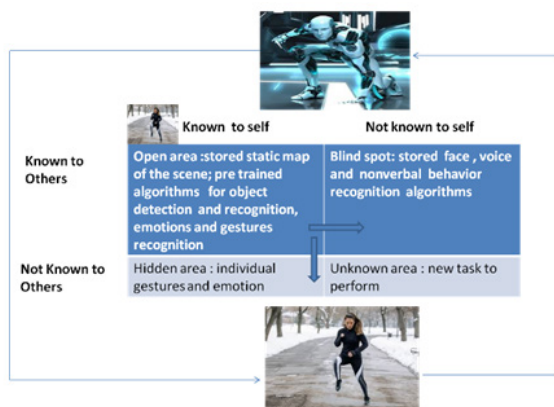 Known to self
Not known to self
Known to
Others
Open area :stored static map
of the scene; pre trained
algorithms for object
detection and recognition,
emotions and gestures
recognition
Blind spot: stored face , voice
and nonverbal behavior
recognition algorithms
Not Known to
Others
Hidden area : individual
gestures and emotion
Unknown area : new task to
perform